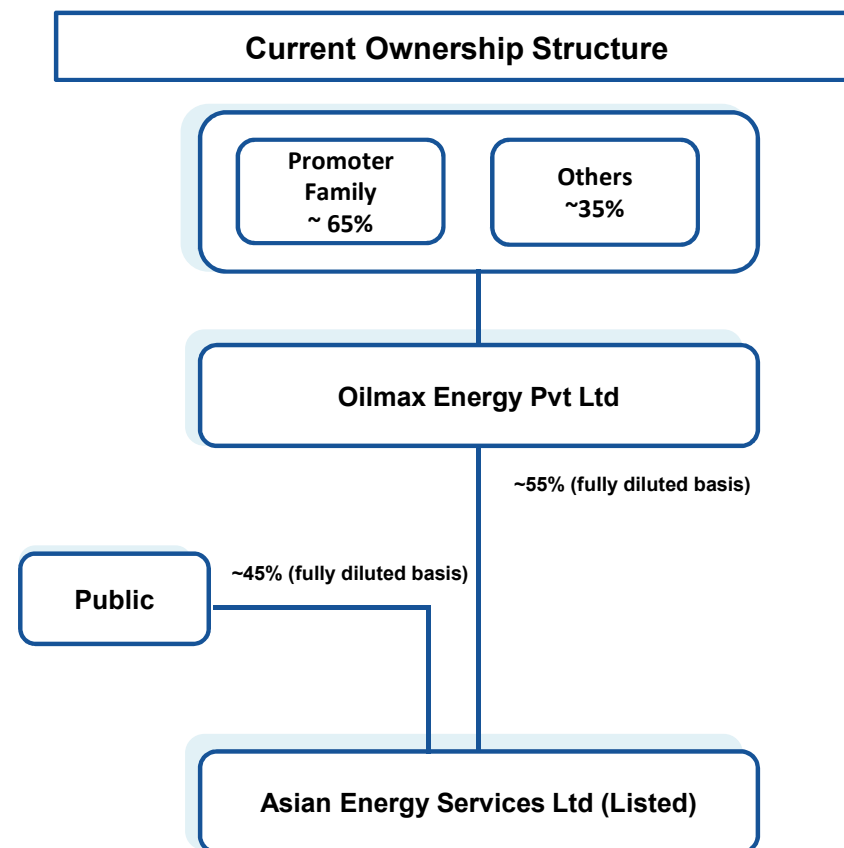 Current Ownership Structure
Promoter
Family
~ 65%
Others
~35%
Oilmax Energy Pvt Ltd
~55% (fully diluted basis)
~45% (fully diluted basis)
Public
Asian Energy Services Ltd (Listed)